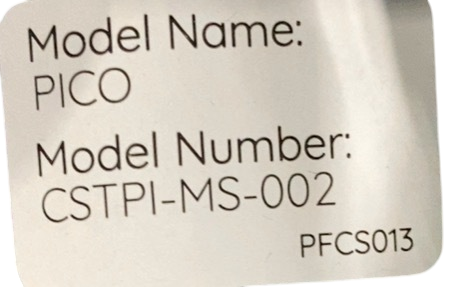 Model Name:
PICO
Model Number:
CSTPI-MS-002
PFCS013